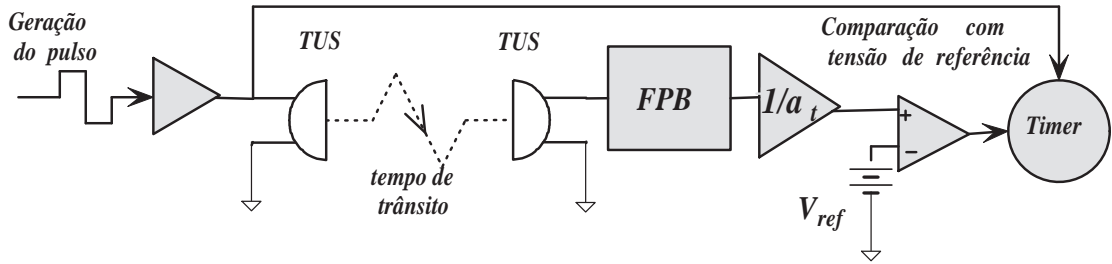 Geração
do pulso
TUS
tempo de
trânsito
TUS
FPB
1/a t
Comparação com
tensão de referência
+
−
V ref
Timer